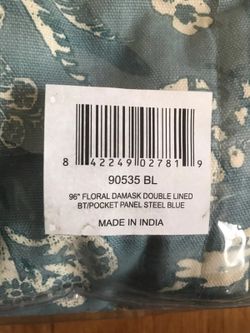 8 42249 02781 9
90535 BL
96" FLORAL DAMASK DOUBLE LINED
BT/POCKET PANEL STEEL BLUE
MADE IN INDIA